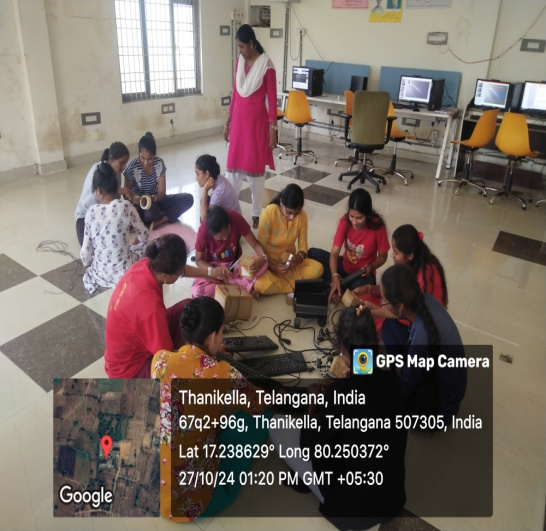 GPS Map Camera
Thanikella, Telangana, India
67q2+96g, Thanikella, Telangana 507305, India
Lat 17.238629° Long 80.250372°
27/10/24 01:20 PM GMT +05:30
Google